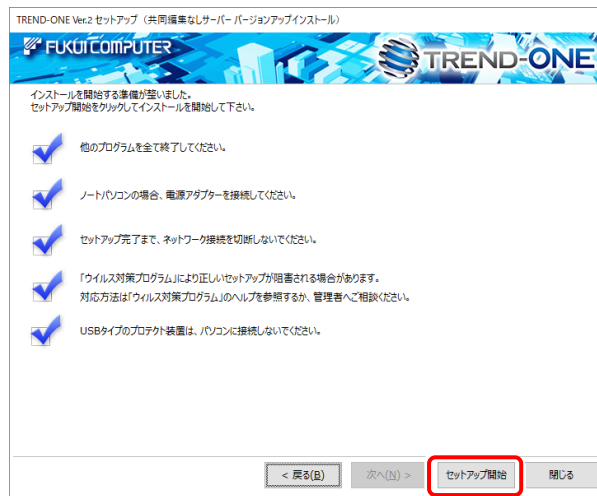 TREND-ONE Ver.2 セットアップ（共同編集なしサーバー バージョンアップインストール）
FUKUI COMPUTER
TREND-ONE
インストールを開始する準備が整いました。
セットアップ開始をクリックしてインストールを開始して下さい。
他のプログラムを全て終了してください。
ノートパソコンの場合、電源アダプターを接続してください。
セットアップ完了まで、ネットワーク接続を切断しないでください。
「ウイルス対策プログラム」により正しいセットアップが阻害される場合があります。
対応方法は「ウィルス対策プログラム」のヘルプを参照するか、管理者へご相談ください。
USBタイプのプロテクト装置は、パソコンに接続しないでください。
< 戻る(B) 次へ(N) > セットアップ開始 閉じる